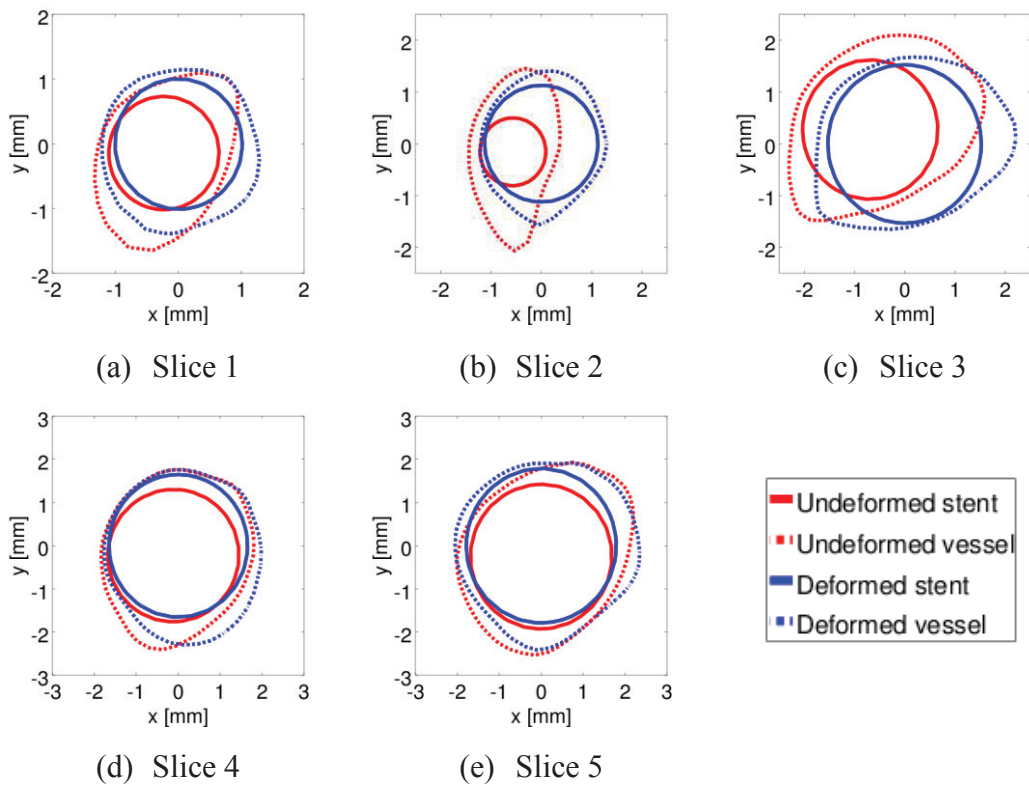 2
1
0
-1
-2
y [mm]
-2 -1 0 1 2
x [mm]
(a) Slice 1
2
1
0
-1
-2
y [mm]
-2 -1 0 1 2
x [mm]
(b) Slice 2
2
1
0
-1
-2
y [mm]
-2 -1 0 1 2
x [mm]
(c) Slice 3
3
2
1
0
-1
-2
-3
y [mm]
-3 -2 -1 0 1 2 3
x [mm]
(d) Slice 4
3
2
1
0
-1
-2
-3
y [mm]
-3 -2 -1 0 1 2 3
x [mm]
(e) Slice 5
Undeformed stent
Undeformed vessel
Deformed stent
Deformed vessel